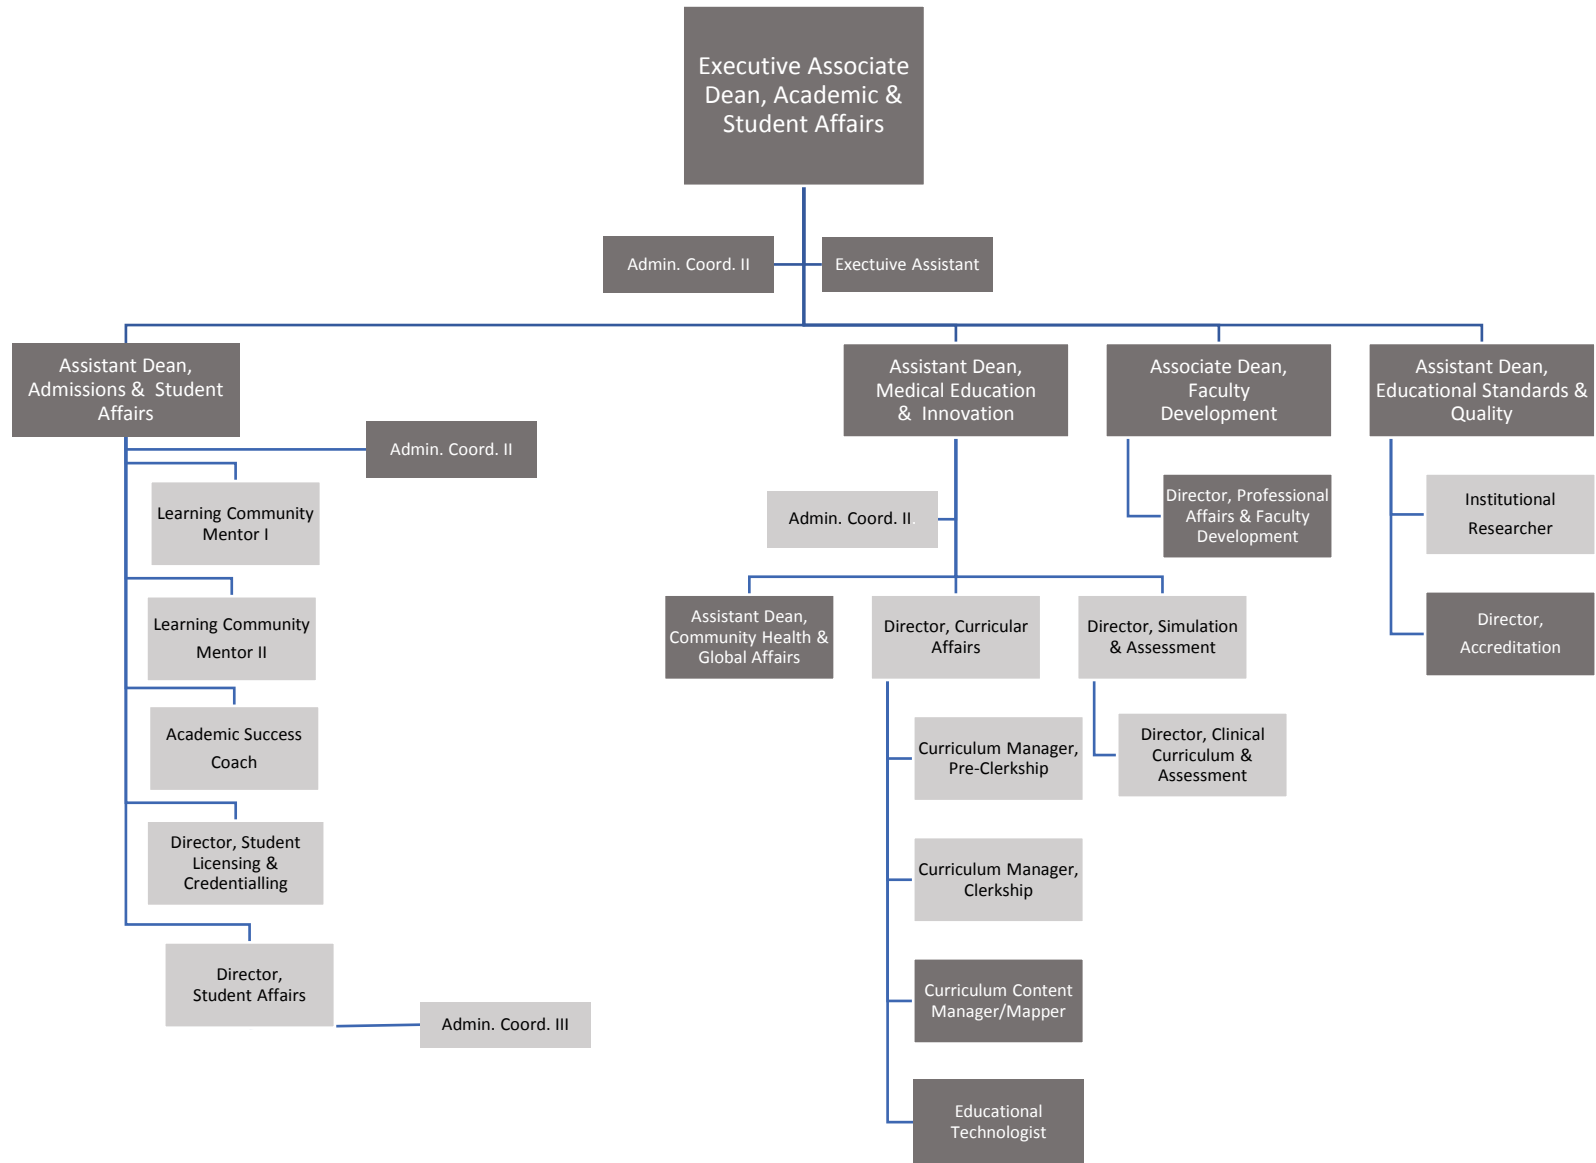 Executive Associate
Dean, Academic &
Student Affairs
Admin. Coord. II
Exectuive Assistant
Assistant Dean,
Admissions & Student
Affairs
Assistant Dean,
Medical Education
& Innovation
Associate Dean,
Faculty
Development
Assistant Dean,
Educational Standards &
Quality
Admin. Coord. II
Learning Community
Mentor I
Learning Community
Mentor II
Academic Success
Coach
Director, Student
Licensing &
Credentialling
Director,
Student Affairs
Admin. Coord. III
Admin. Coord. II.
Assistant Dean,
Community Health &
Global Affairs
Director, Curricular
Affairs
Director, Simulation
& Assessment
Curriculum Manager,
Pre-Clerkship
Curriculum Manager,
Clerkship
Curriculum Content
Manager/Mapper
Educational
Technologist
Director, Clinical
Curriculum &
Assessment
Director, Professional
Affairs & Faculty
Development
Institutional
Researcher
Director,
Accreditation